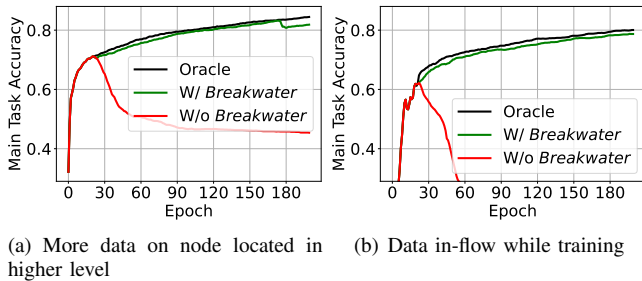 Main Task Accuracy
0.8
0.6
0.4
Oracle
W/ Breakwater
W/o Breakwater
0 30 60 90 120 150 180
Epoch
(a) More data on node located in
higher level
Main Task Accuracy
0.8
0.6
0.4
Oracle
W/ Breakwater
W/o Breakwater
0 30 60 90 120 150 180
Epoch
(b) Data in-flow while training